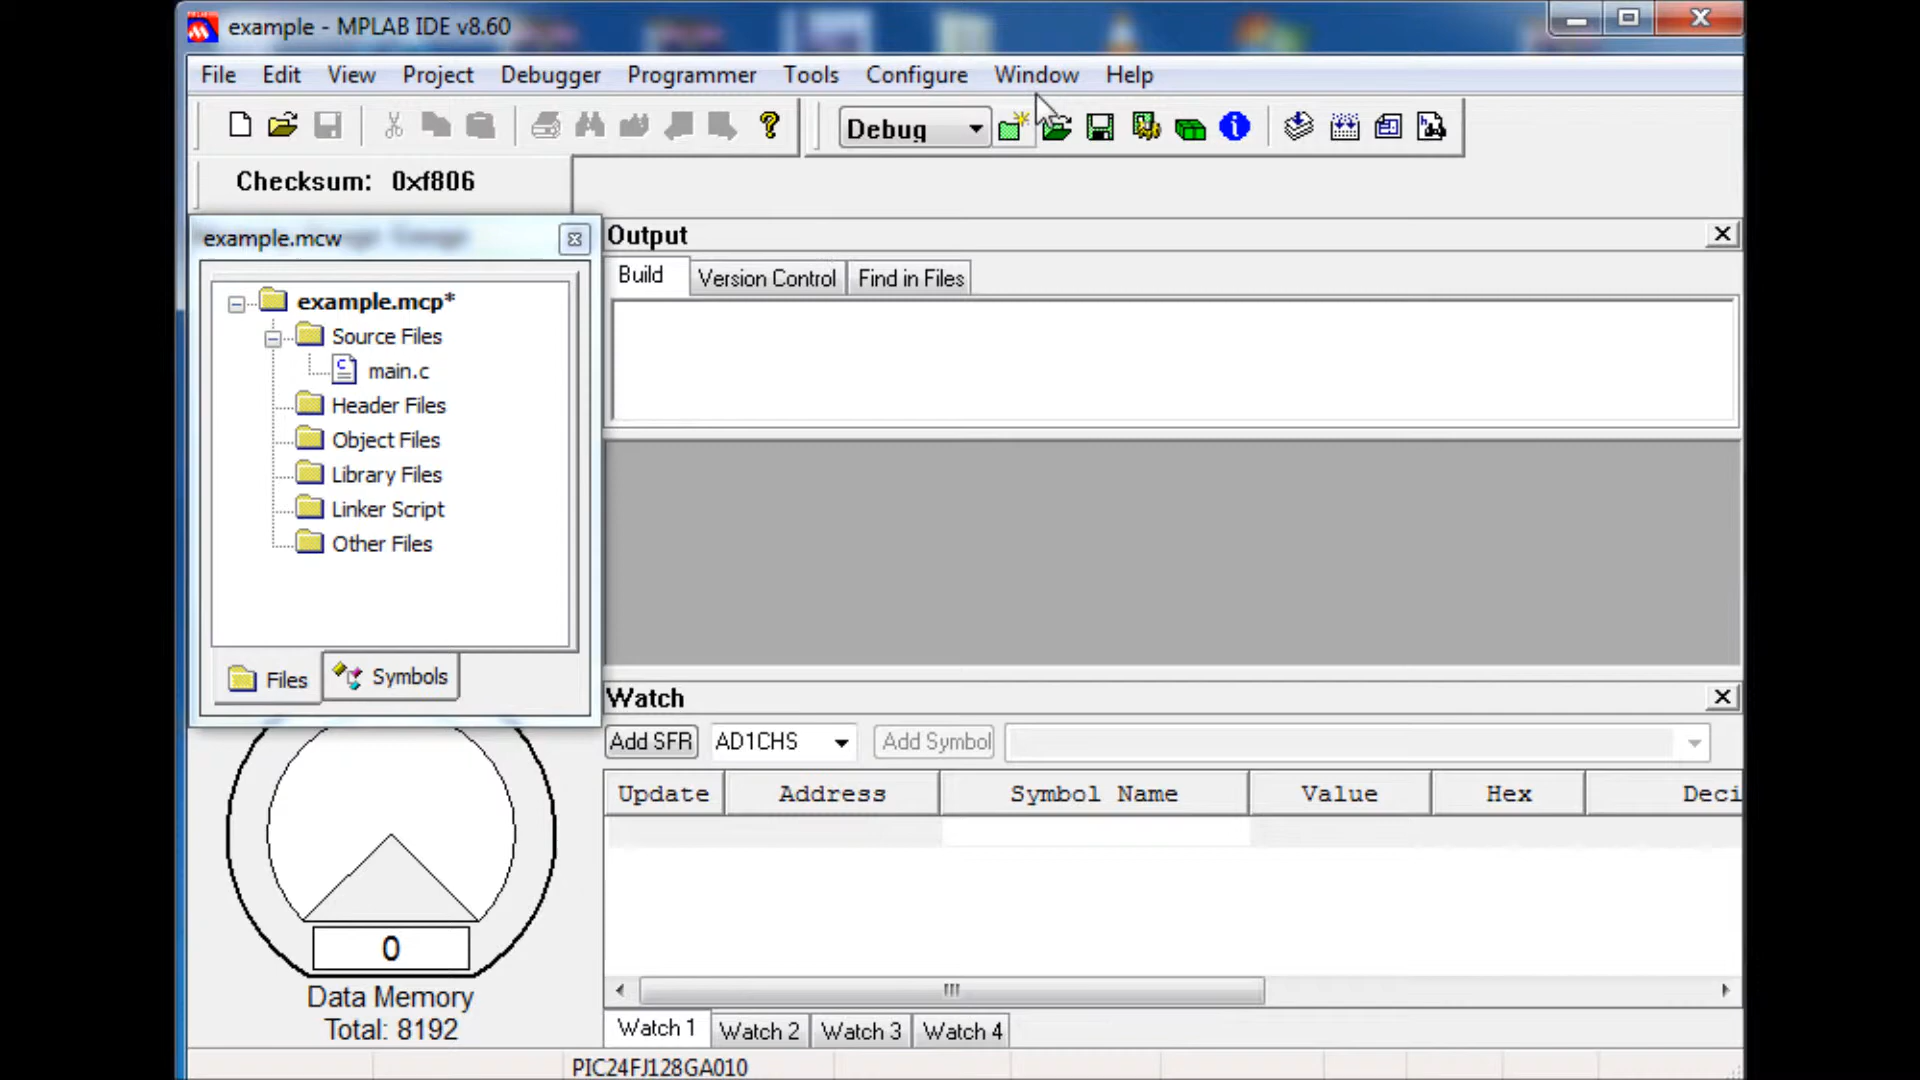 example - MPLAB IDE v8.60
File Edit View Project Debugger Programmer Tools Configure Window Help
Debug
Checksum: 0xf806
example.mcw
example.mcp*
Source Files
main.c
Header Files
Object Files
Library Files
Linker Script
Other Files
Files Symbols
0
Data Memory
Total: 8192
Output
Build Version Control Find in Files
Watch
Add SFR AD1CHS Add Symbol
Update Address Symbol Name Value Hex Deci
Watch 1 Watch 2 Watch 3 Watch 4
PIC24FJ128GA010